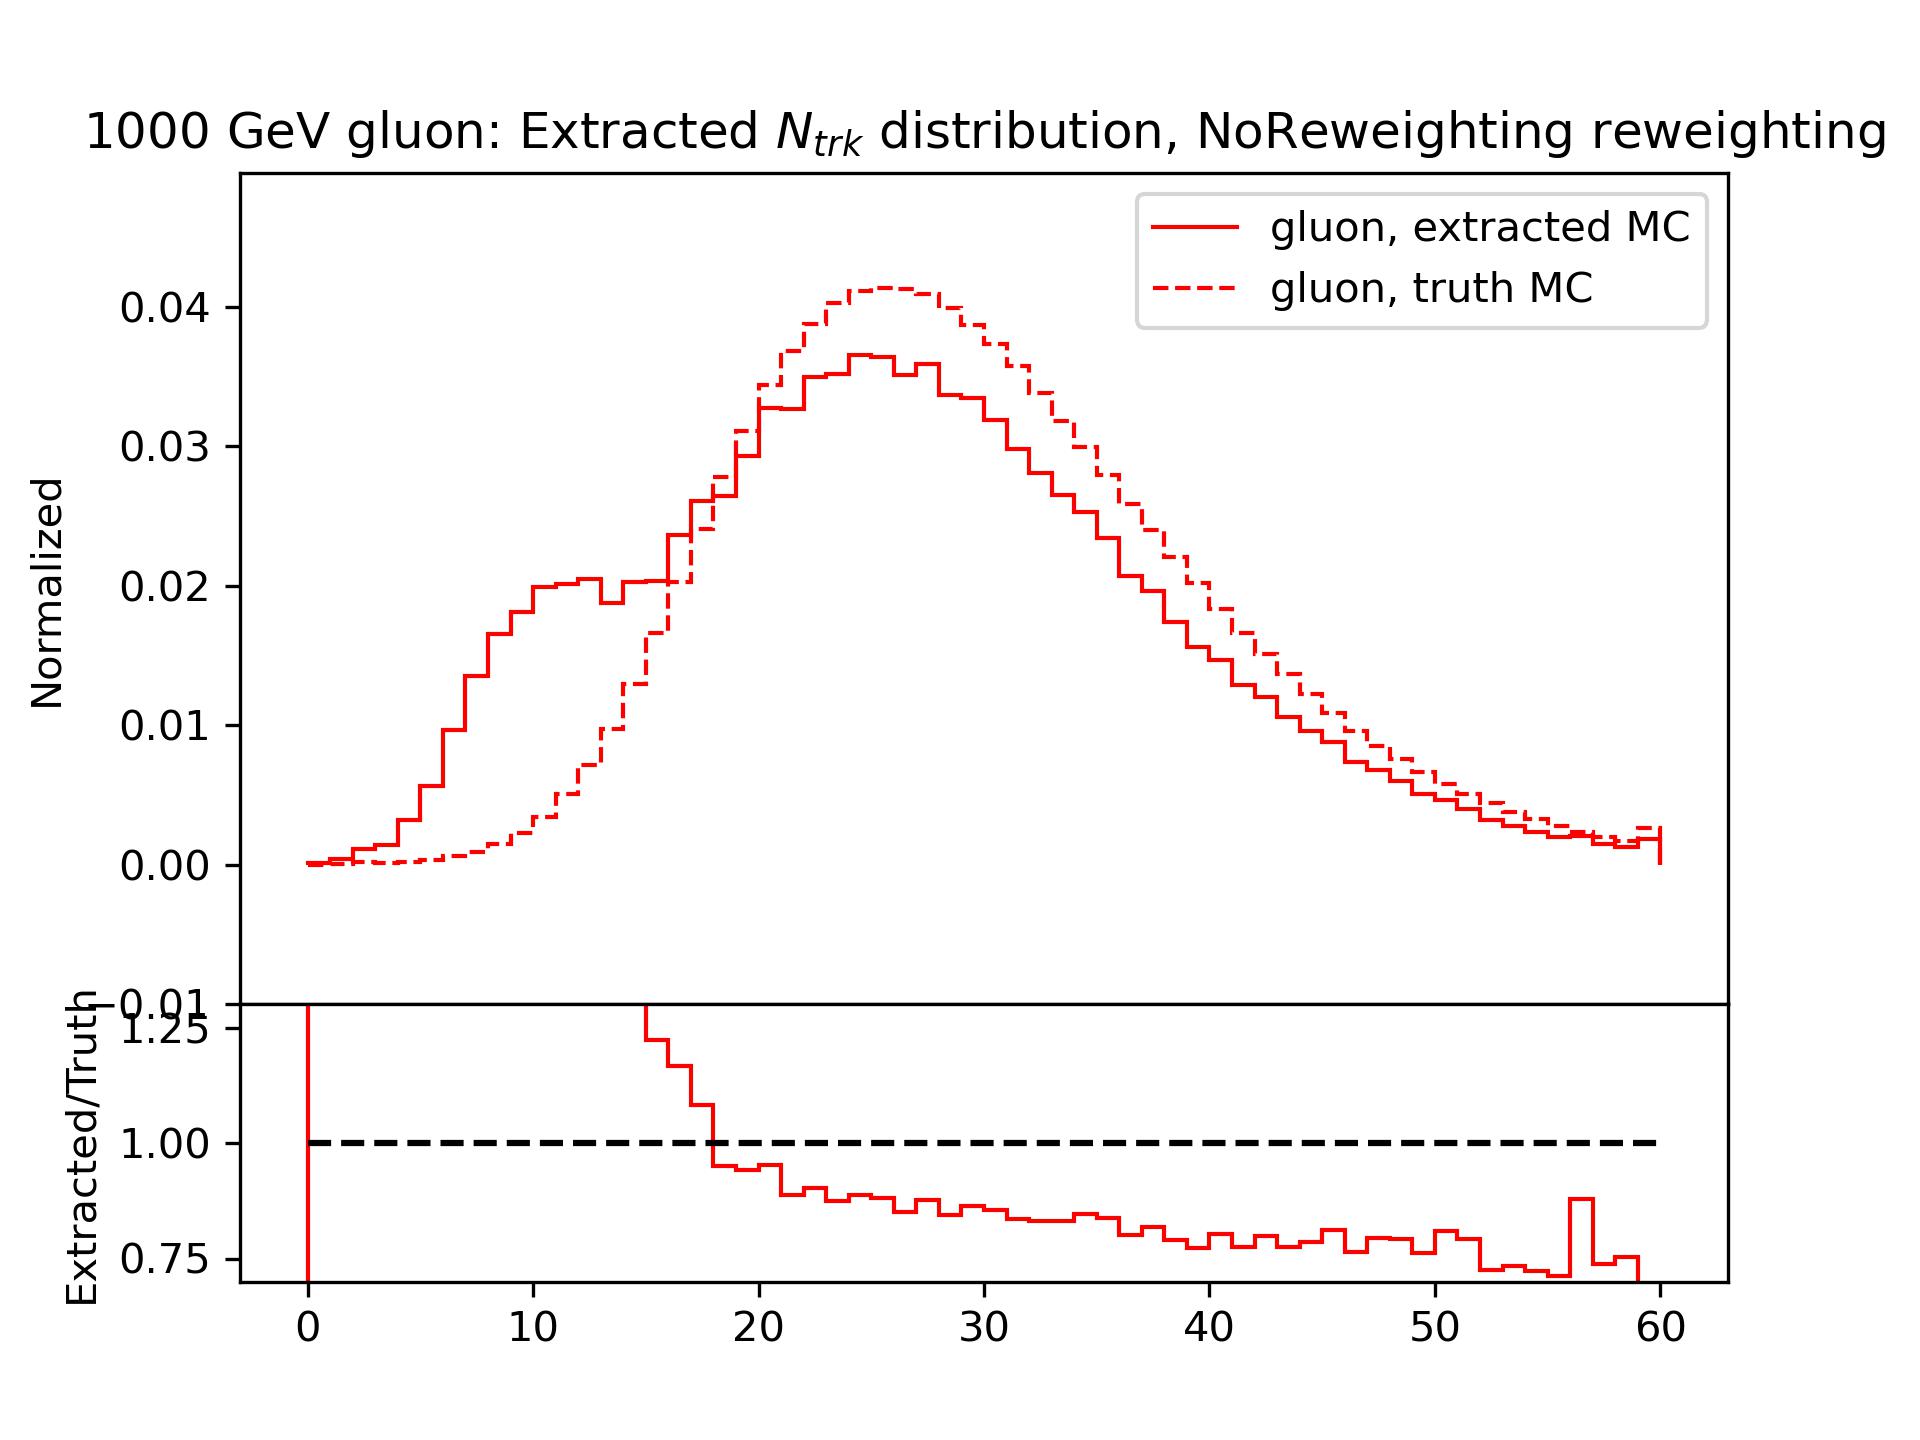 1000 GeV gluon: Extracted N_trk distribution, NoReweighting reweighting
gluon, extracted MC
gluon, truth MC
Normalized
0.04
0.03
0.02
0.01
0.00
−0.01
Extracted/Truth
1.25
1.00
0.75
0 10 20 30 40 50 60